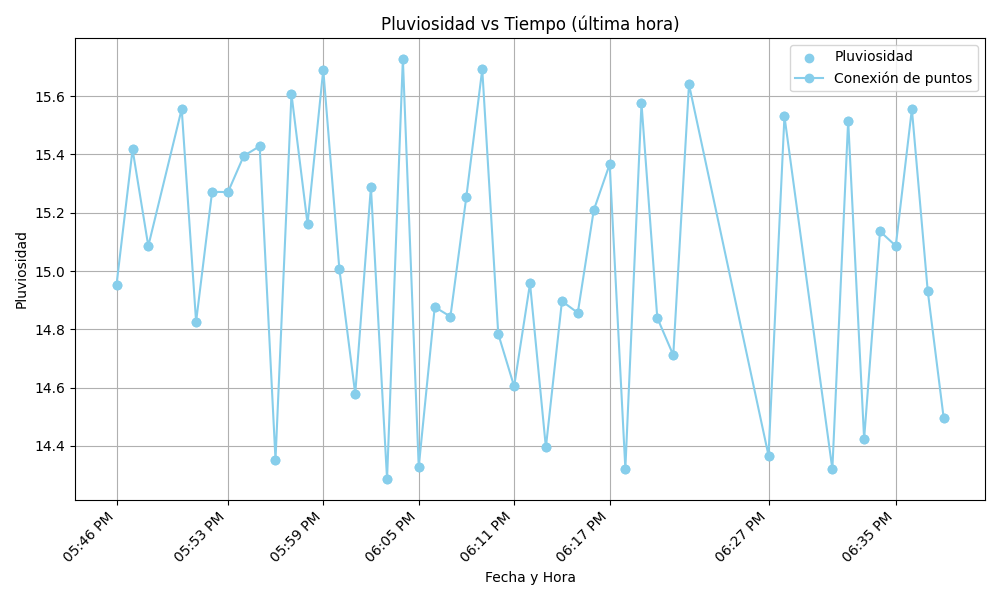 Pluviosidad vs Tiempo (última hora)
Pluviosidad
Conexión de puntos
15.6
15.4
15.2
15.0
14.8
14.6
14.4
Pluviosidad
05:46 PM
05:53 PM
05:59 PM
06:05 PM
06:11 PM
06:17 PM
06:27 PM
06:35 PM
Fecha y Hora